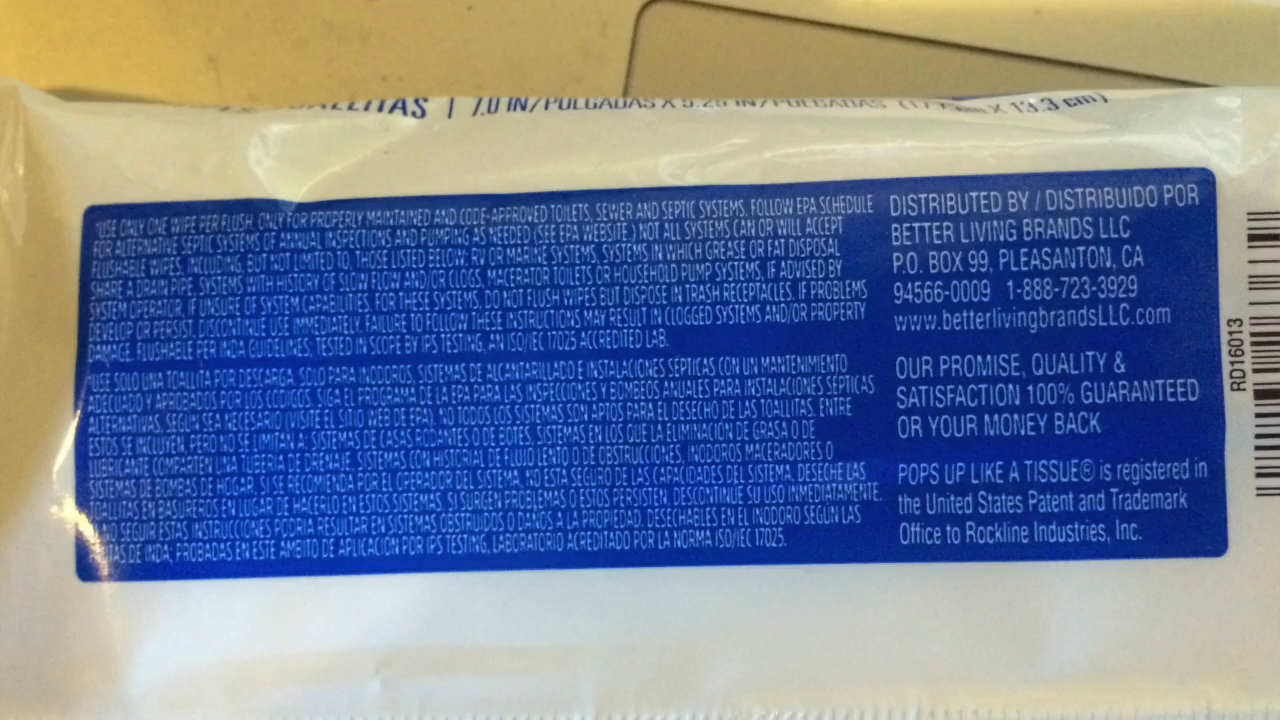 TOALLITAS | 7.0 IN/PULGADAS X 5.25 IN/PULGADAS (17.7 cm X 13.3 cm)
*USE ONLY ONE WIPE PER FLUSH. ONLY FOR PROPERLY MAINTAINED AND CODE-APPROVED TOILETS, SEWER AND SEPTIC SYSTEMS. FOLLOW EPA SCHEDULE
FOR ALTERNATIVE SEPTIC SYSTEMS OF ANNUAL INSPECTIONS AND PUMPING AS NEEDED (SEE EPA WEBSITE.) NOT ALL SYSTEMS CAN OR WILL ACCEPT
FLUSHABLE WIPES, INCLUDING, BUT NOT LIMITED TO, THOSE LISTED BELOW: RV OR MARINE SYSTEMS, SYSTEMS IN WHICH GREASE OR FAT DISPOSAL
SHARE A DRAIN PIPE, SYSTEMS WITH HISTORY OF SLOW FLOW AND/OR CLOGS, MACERATOR TOILETS OR HOUSEHOLD PUMP SYSTEMS, IF ADVISED BY
SYSTEM OPERATOR, IF UNSURE OF SYSTEM CAPABILITIES. FOR THESE SYSTEMS, DO NOT FLUSH WIPES BUT DISPOSE IN TRASH RECEPTACLES. IF PROBLEMS
DEVELOP OR PERSIST, DISCONTINUE USE IMMEDIATELY. FAILURE TO FOLLOW THESE INSTRUCTIONS MAY RESULT IN CLOGGED SYSTEMS AND/OR PROPERTY
DAMAGE. FLUSHABLE PER INDA GUIDELINES; TESTED IN SCOPE BY IPS TESTING, AN ISO/IEC 17025 ACCREDITED LAB.
*USE SOLO UNA TOALLITA POR DESCARGA. SOLO PARA INODOROS, SISTEMAS DE ALCANTARILLADO E INSTALACIONES SÉPTICAS CON UN MANTENIMIENTO
ADECUADO Y APROBADOS POR LOS CÓDIGOS. SIGA EL PROGRAMA DE LA EPA PARA LAS INSPECCIONES Y BOMBEOS ANUALES PARA INSTALACIONES SÉPTICAS
ALTERNATIVAS, SEGÚN SEA NECESARIO (VISITE EL SITIO WEB DE EPA). NO TODOS LOS SISTEMAS SON APTOS PARA EL DESECHO DE LAS TOALLITAS. ENTRE
ESTOS SE INCLUYEN, PERO NO SE LIMITAN A: SISTEMAS DE CASAS RODANTES O DE BOTES, SISTEMAS EN LOS QUE LA ELIMINACIÓN DE GRASA O DE
LUBRICANTE COMPARTEN UNA TUBERÍA DE DRENAJE, SISTEMAS CON HISTORIAL DE FLUJO LENTO O DE OBSTRUCCIONES, INODOROS MACERADORES O
SISTEMAS DE BOMBAS DE HOGAR, SI SE RECOMIENDA POR EL OPERADOR DEL SISTEMA, NO ESTÁ SEGURO DE LAS CAPACIDADES DEL SISTEMA. DESECHE LAS
TOALLITAS EN BASUREROS EN LUGAR DE HACERLO EN ESTOS SISTEMAS. SI SURGEN PROBLEMAS O ESTOS PERSISTEN, DESCONTINÚE SU USO INMEDIATAMENTE.
NO SEGUIR ESTAS INSTRUCCIONES PODRÍA RESULTAR EN SISTEMAS OBSTRUIDOS O DAÑOS A LA PROPIEDAD. DESECHABLES EN EL INODORO SEGÚN LAS
PAUTAS DE INDA, PROBADAS EN ESTE ÁMBITO DE APLICACIÓN POR IPS TESTING, LABORATORIO ACREDITADO POR LA NORMA ISO/IEC 17025.
DISTRIBUTED BY / DISTRIBUIDO POR
BETTER LIVING BRANDS LLC
P.O. BOX 99, PLEASANTON, CA
94566-0009 1-888-723-3929
www.betterlivingbrandsLLC.com
OUR PROMISE, QUALITY &
SATISFACTION 100% GUARANTEED
OR YOUR MONEY BACK
POPS UP LIKE A TISSUE® is registered in
the United States Patent and Trademark
Office to Rockline Industries, Inc.
RD16013